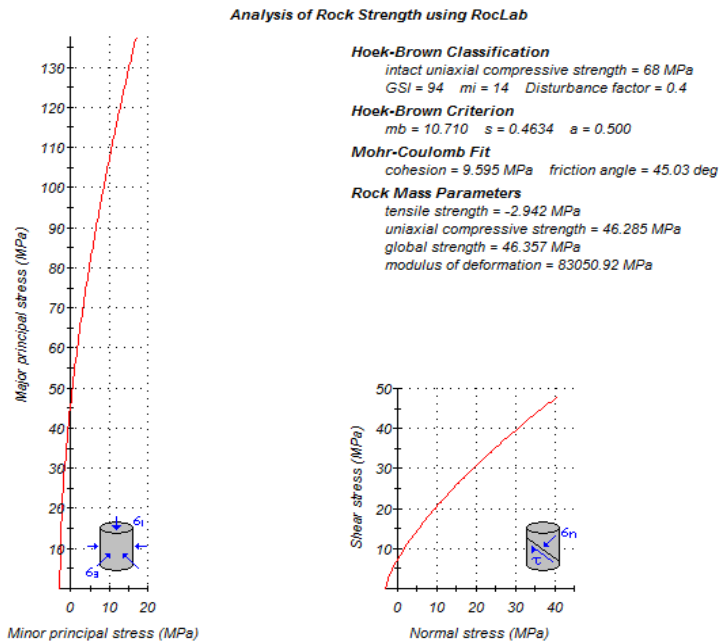 Analysis of Rock Strength using RocLab
Hoek-Brown Classification
intact uniaxial compressive strength = 68 MPa
GSI = 94 mi = 14 Disturbance factor = 0.4
Hoek-Brown Criterion
mb = 10.710 s = 0.4634 a = 0.500
Mohr-Coulomb Fit
cohesion = 9.595 MPa friction angle = 45.03 deg
Rock Mass Parameters
tensile strength = -2.942 MPa
uniaxial compressive strength = 46.285 MPa
global strength = 46.357 MPa
modulus of deformation = 83050.92 MPa
Major principal stress (MPa)
130
120
110
100
90
80
70
60
50
40
30
20
10
0 10 20
Minor principal stress (MPa)
σ1
σ3
Shear stress (MPa)
50
40
30
20
10
0 10 20 30 40
Normal stress (MPa)
σn
τ